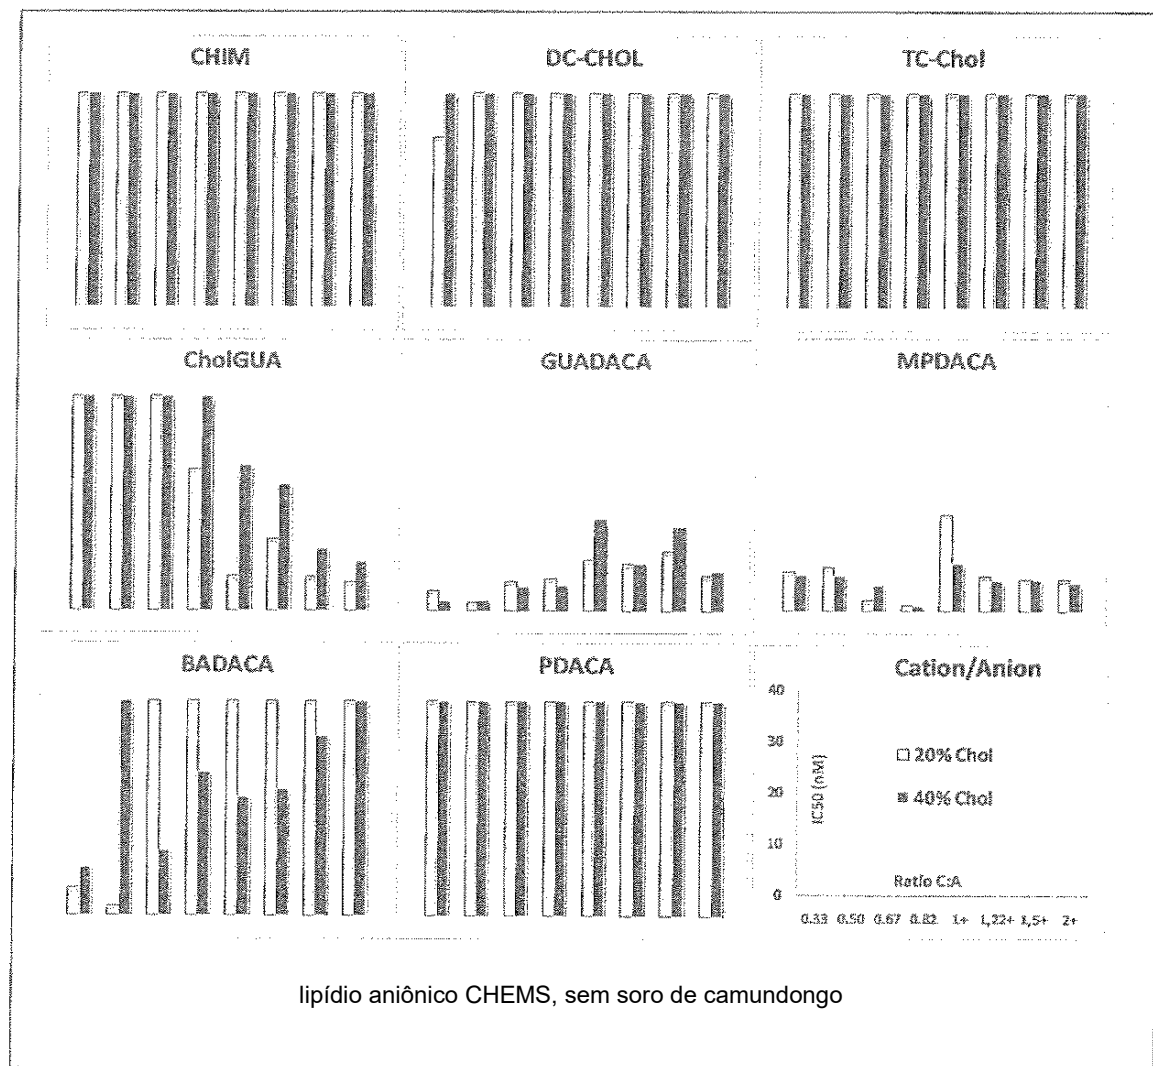 CHIM
DC-CHOL
TC-Chol
CholGUA
GUADACA
MPDACA
BADACA
PDACA
Cation/Anion
40
30
20
10
0
IC50 (nM)
20% Chol
40% Chol
Ratio C:A
0.33 0.50 0.67 0.82 1+ 1,22+ 1,5+ 2+
lipídio aniônico CHEMS, sem soro de camundongo